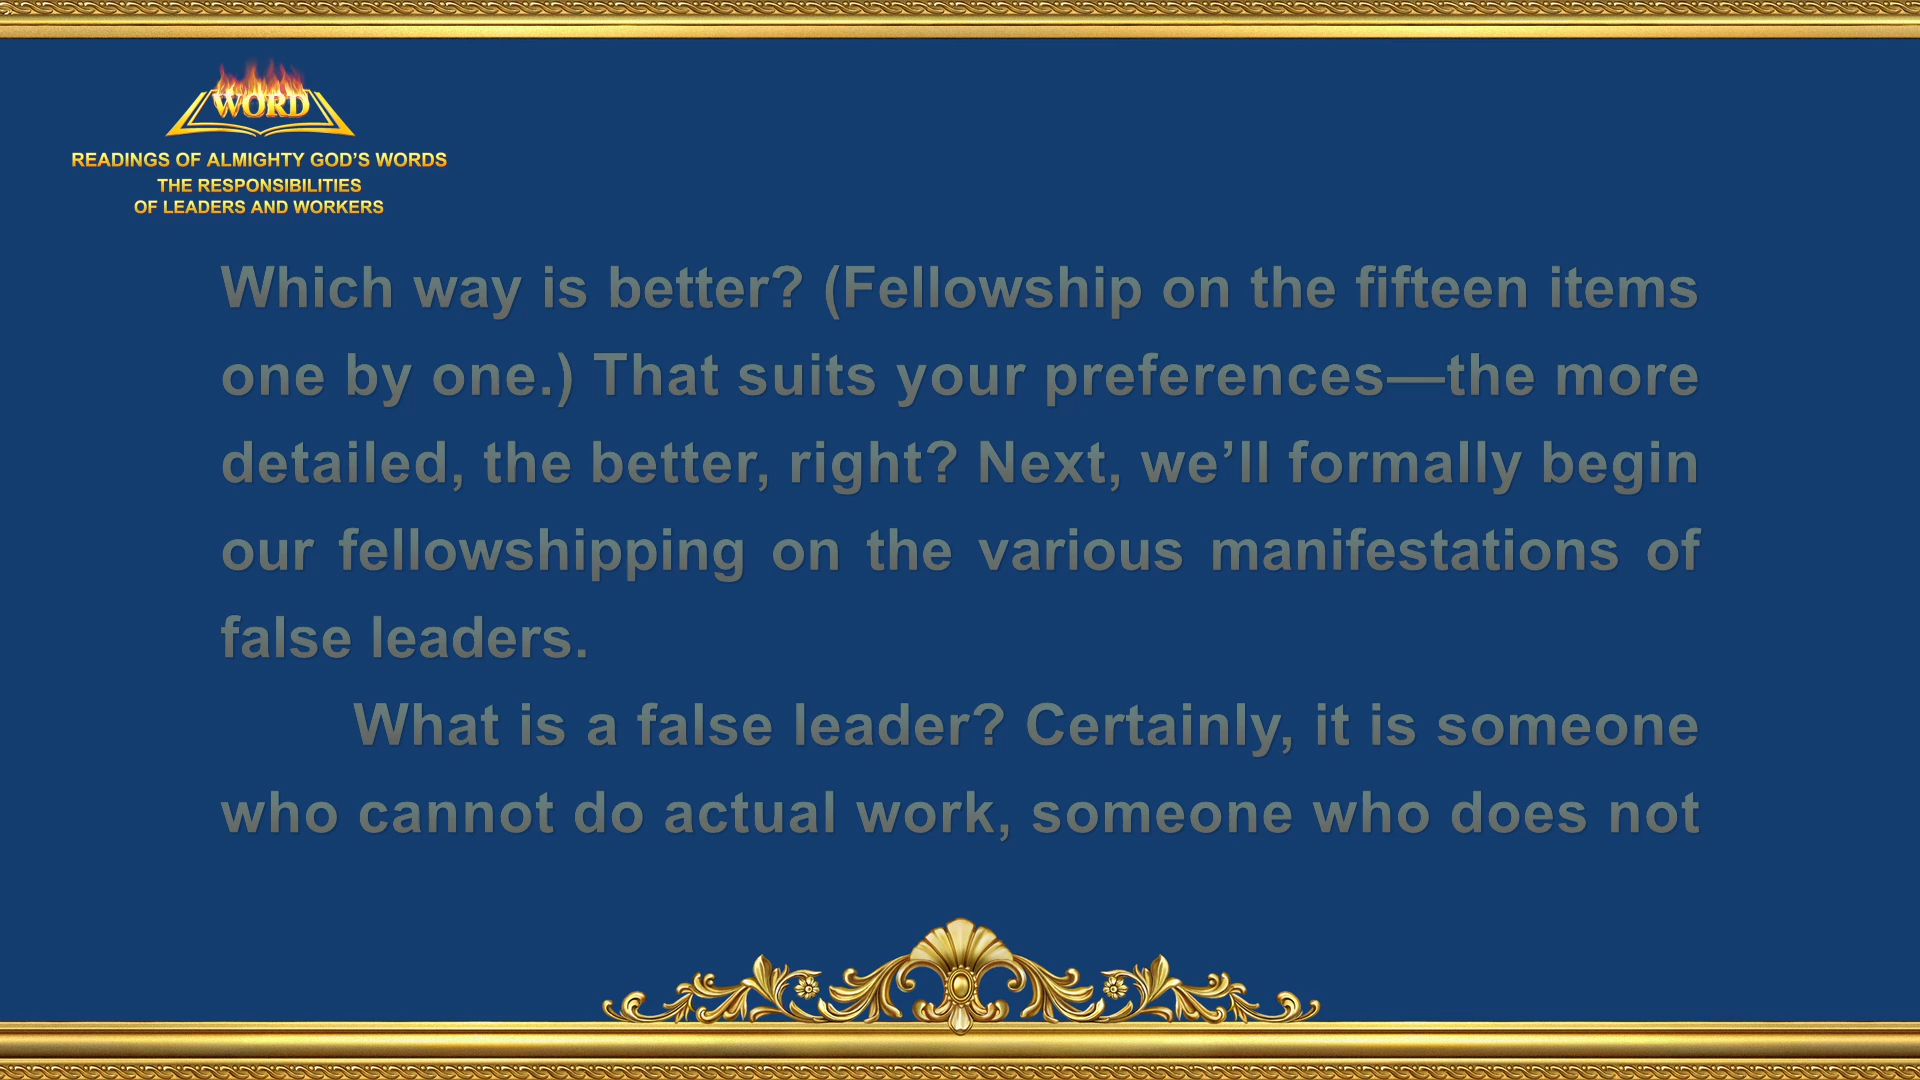 WORD
READINGS OF ALMIGHTY GOD’S WORDS
THE RESPONSIBILITIES
OF LEADERS AND WORKERS
Which way is better? (Fellowship on the fifteen items
one by one.) That suits your preferences—the more
detailed, the better, right? Next, we’ll formally begin
our fellowshipping on the various manifestations of
false leaders.
What is a false leader? Certainly, it is someone
who cannot do actual work, someone who does not